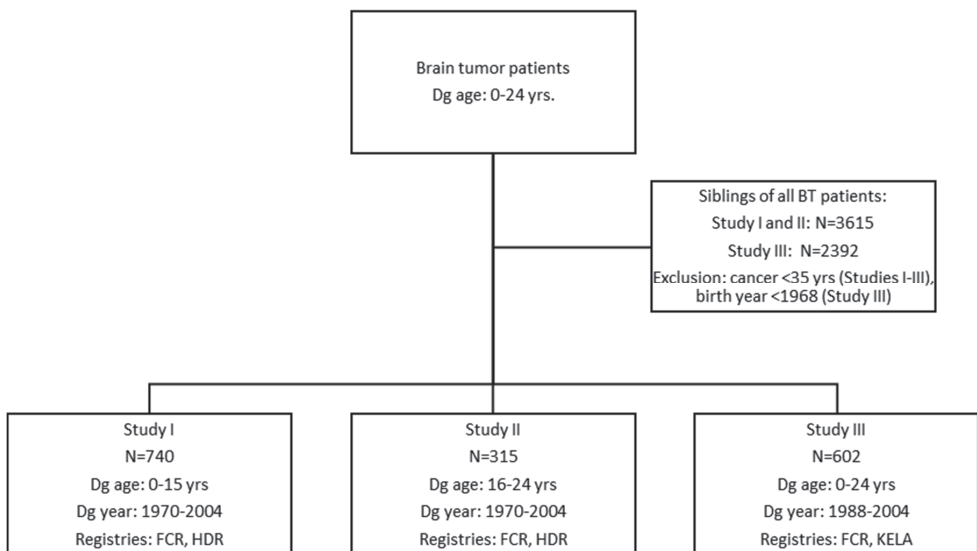 Brain tumor patients
Dg age: 0-24 yrs.
Siblings of all BT patients:
Study I and II: N=3615
Study III: N=2392
Exclusion: cancer <35 yrs (Studies I-III),
birth year <1968 (Study III)
Study I
N=740
Dg age: 0-15 yrs
Dg year: 1970-2004
Registries: FCR, HDR
Study II
N=315
Dg age: 16-24 yrs
Dg year: 1970-2004
Registries: FCR, HDR
Study III
N=602
Dg age: 0-24 yrs
Dg year: 1988-2004
Registries: FCR, KELA